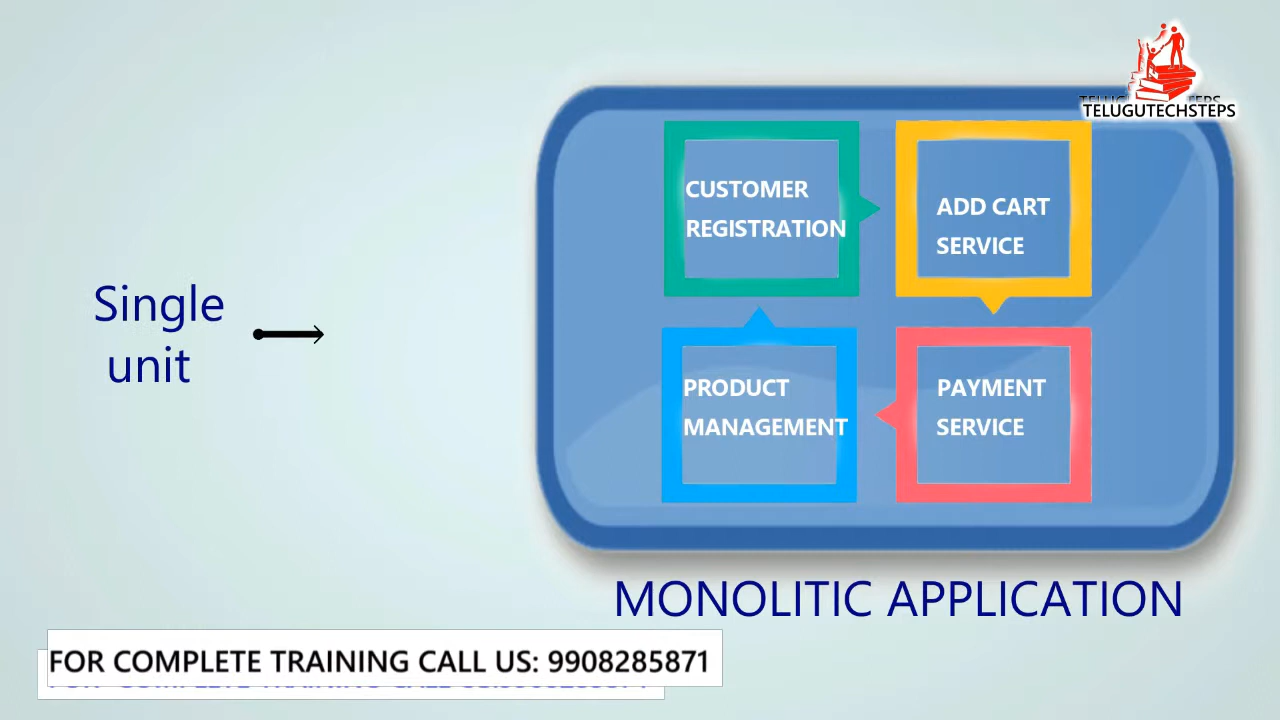 TELUGUTECHSTEPS
CUSTOMER
REGISTRATION
ADD CART
SERVICE
Single
unit
PRODUCT
MANAGEMENT
PAYMENT
SERVICE
MONOLITIC APPLICATION
FOR COMPLETE TRAINING CALL US: 9908285871